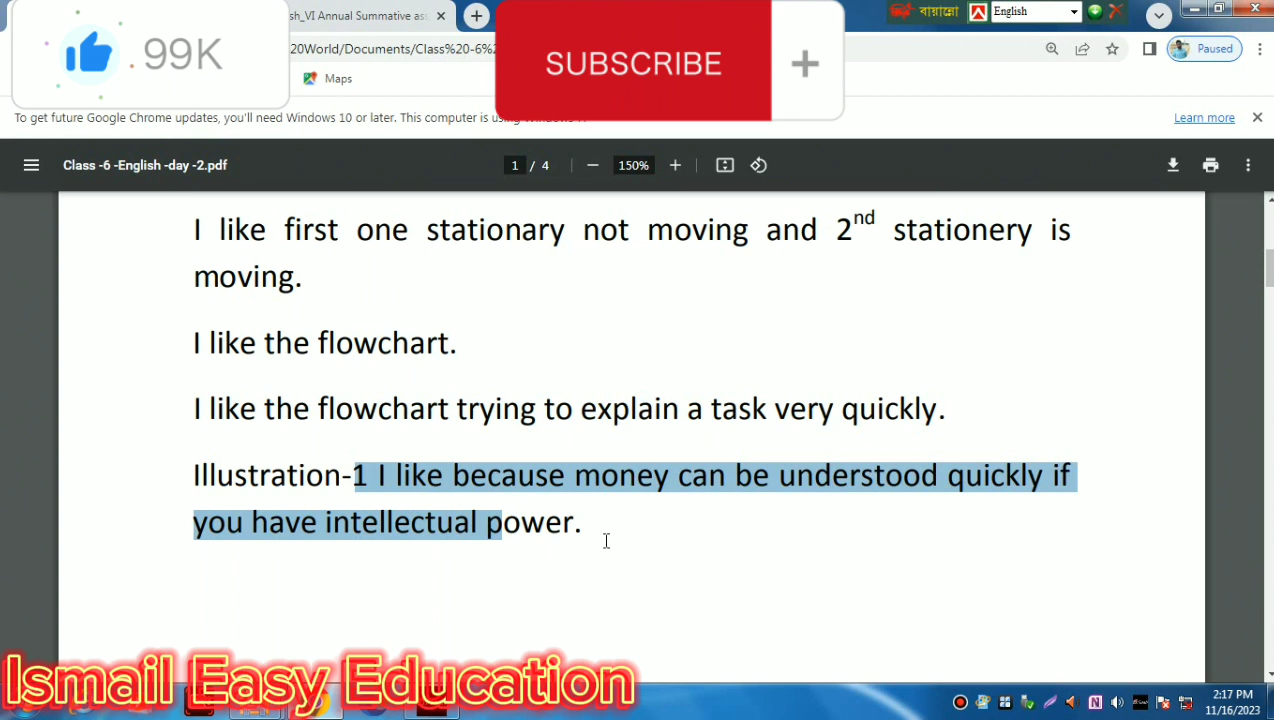 sh_VI Annual Summative as
English
.99K
SUBSCRIBE
20World/Documents/Class%20-6%
Paused
Maps
To get future Google Chrome updates, you'll need Windows 10 or later. This computer is
Learn more
Class -6 -English -day -2.pdf
1 / 4
150%
I like first one stationary not moving and 2nd stationery is
moving.
I like the flowchart.
I like the flowchart trying to explain a task very quickly.
Illustration-1 I like because money can be understood quickly if
you have intellectual power.
Ismail Easy Education
2:17 PM
11/16/2023